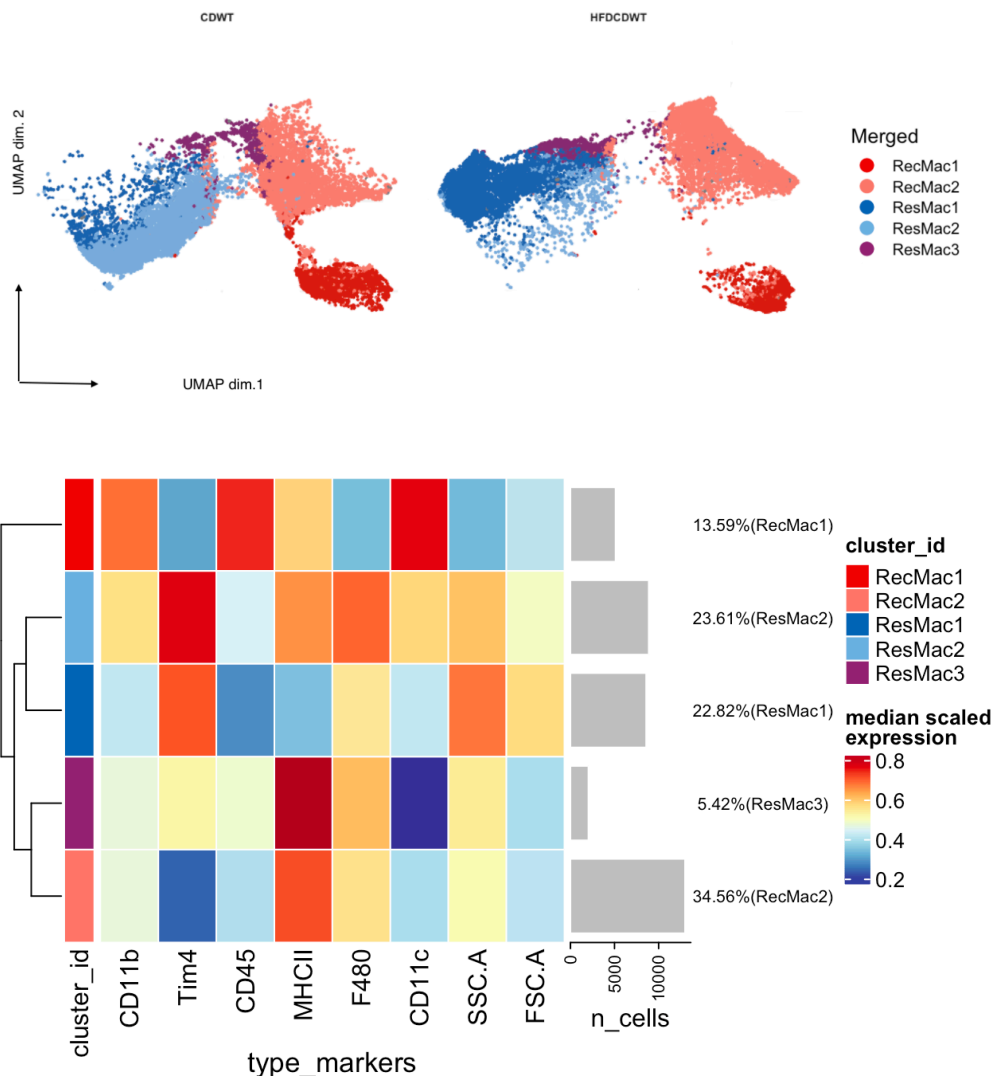 CDWT
HFDCDWT
UMAP dim. 2
Merged
RecMac1
RecMac2
ResMac1
ResMac2
ResMac3
UMAP dim.1
13.59%(RecMac1)
23.61%(ResMac2)
22.82%(ResMac1)
5.42%(ResMac3)
34.56%(RecMac2)
cluster_id
RecMac1
RecMac2
ResMac1
ResMac2
ResMac3
median scaled
expression
0.8
0.6
0.4
0.2
cluster_id
CD11b
Tim4
CD45
MHCII
F480
CD11c
SSC.A
FSC.A
0
5000
10000
n_cells
type_markers